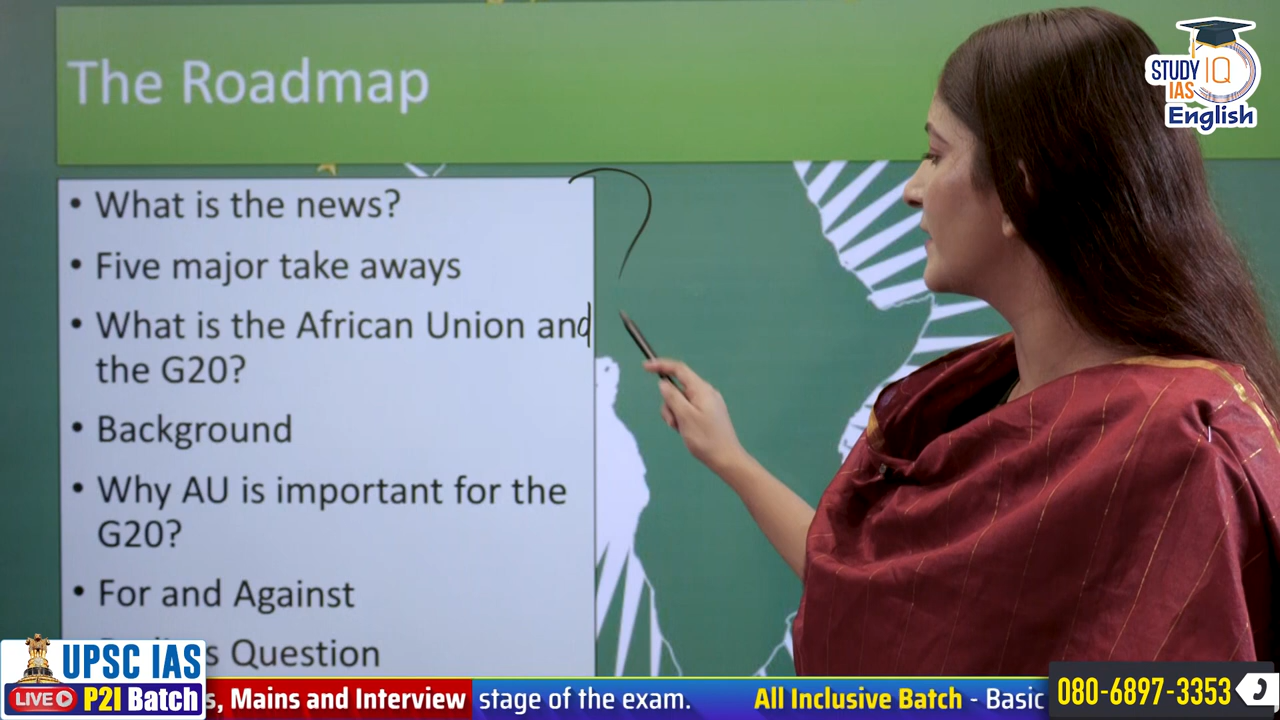 The Roadmap
STUDY IQ
IAS
English
• What is the news?
• Five major take aways
• What is the African Union and
the G20?
• Background
• Why AU is important for the
G20?
• For and Against
Question
UPSC IAS
LIVE P2I Batch
Mains and Interview stage of the exam. All Inclusive Batch - Basic
080-6897-3353